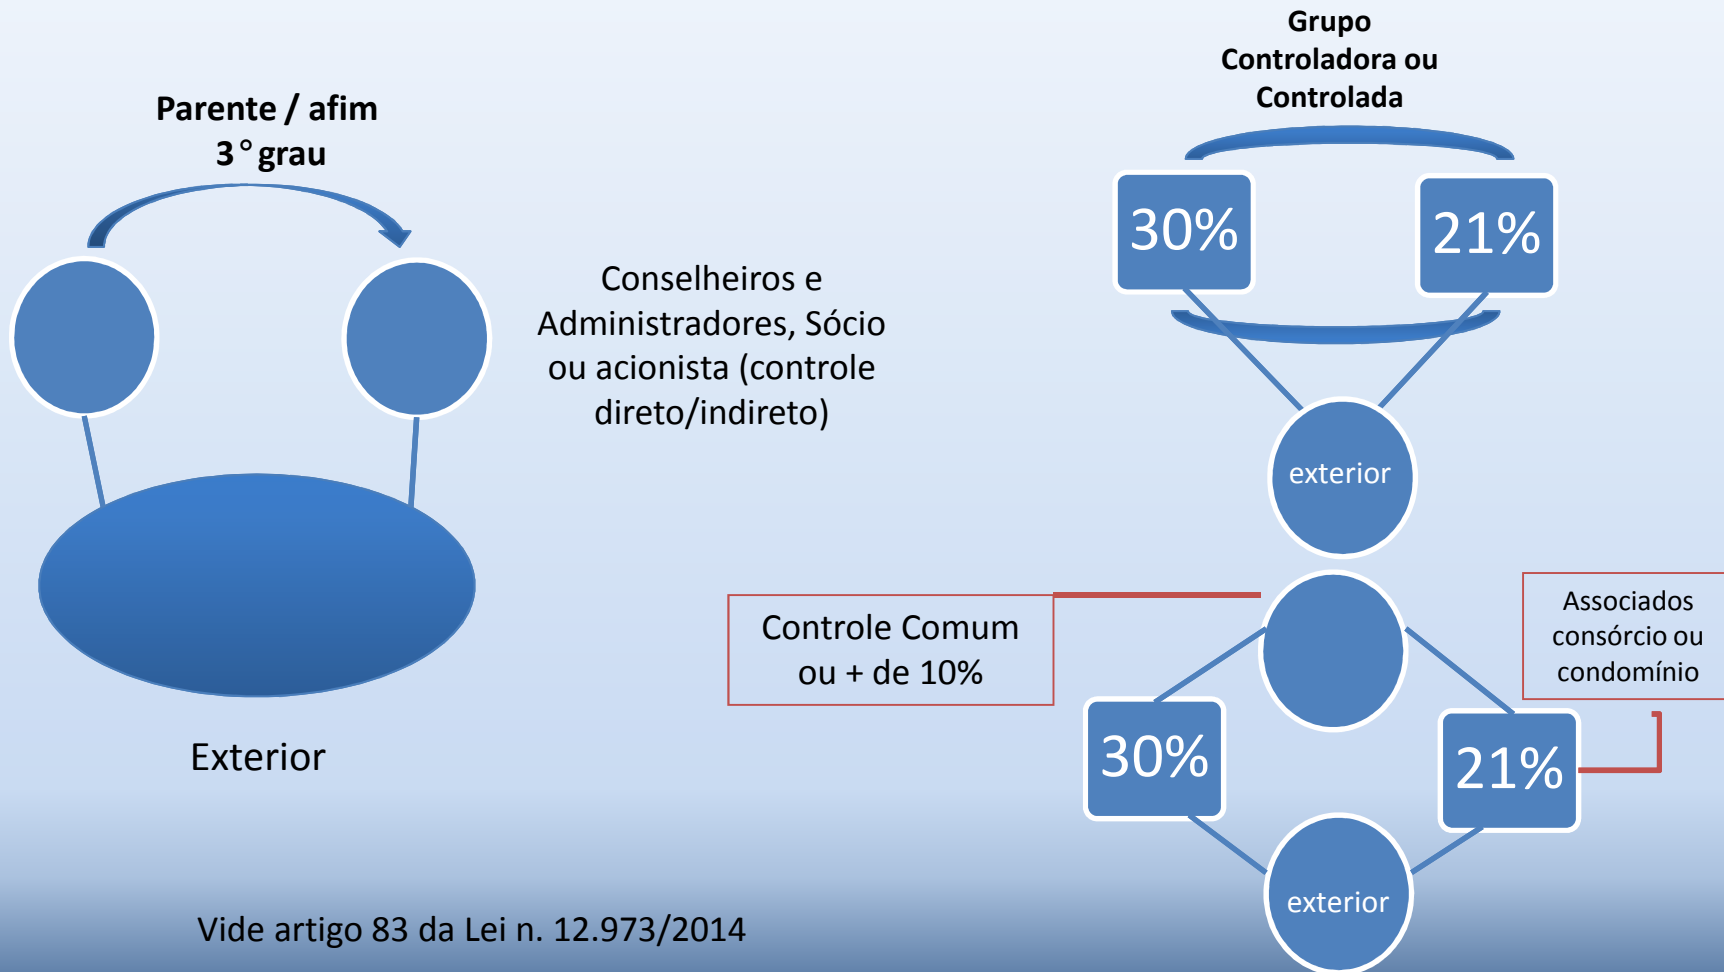 Parente / afim
3° grau
Conselheiros e
Administradores, Sócio
ou acionista (controle
direto/indireto)
Exterior
Grupo
Controladora ou
Controlada
30%
21%
exterior
Controle Comum
ou + de 10%
Associados
consórcio ou
condomínio
30%
21%
exterior
Vide artigo 83 da Lei n. 12.973/2014